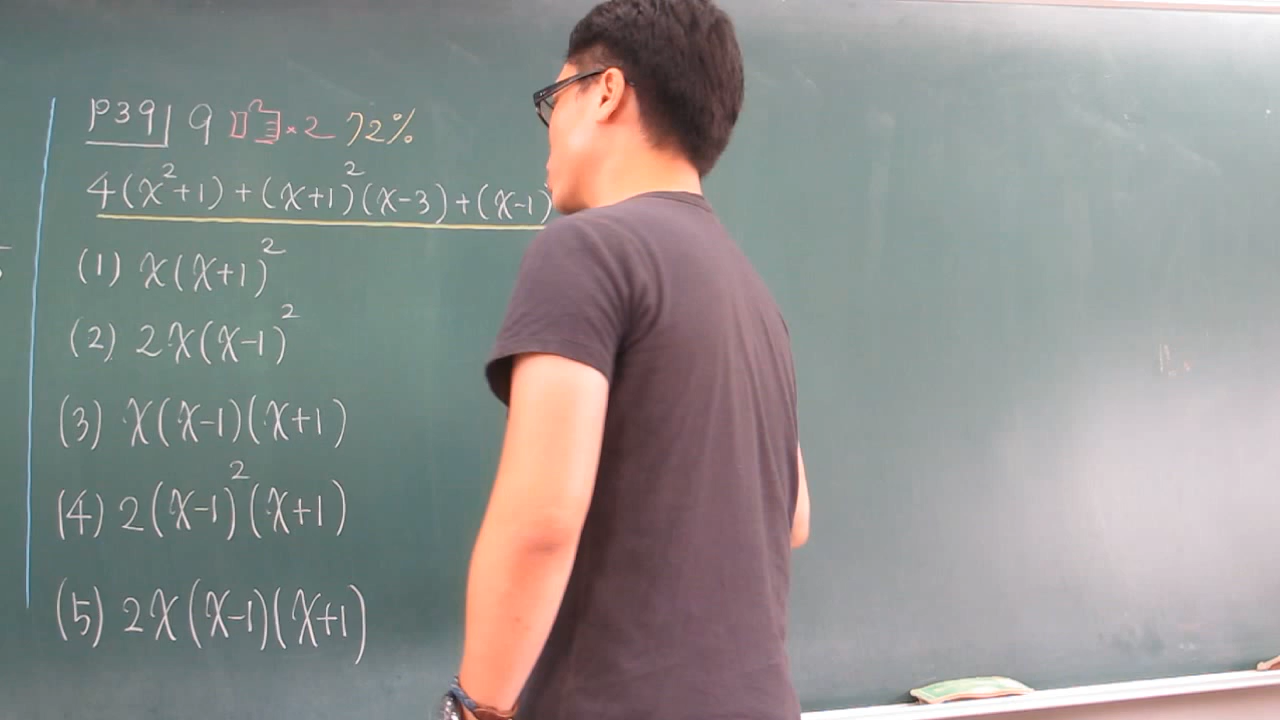 P39 9 ×2 72%
4(x²+1)+(x+1)²(x-3)+(x-1)
(1) x(x+1)²
(2) 2x(x-1)²
(3) x(x-1)(x+1)
(4) 2(x-1)²(x+1)
(5) 2x(x-1)(x+1)